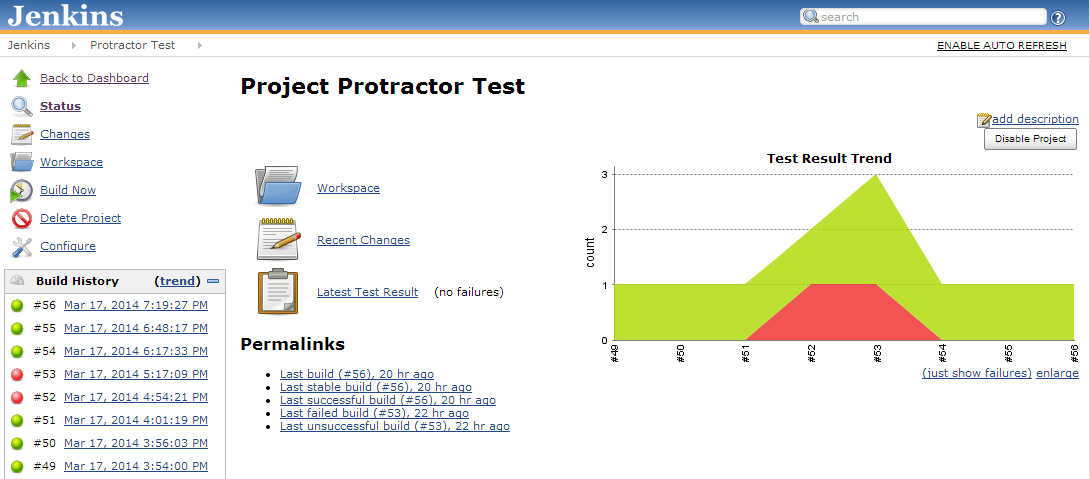 Jenkins
search
Jenkins Protractor Test
ENABLE AUTO REFRESH
Back to Dashboard
Status
Changes
Workspace
Build Now
Delete Project
Configure
Build History (trend)
#56 Mar 17, 2014 7:19:27 PM
#55 Mar 17, 2014 6:48:17 PM
#54 Mar 17, 2014 6:17:33 PM
#53 Mar 17, 2014 5:17:09 PM
#52 Mar 17, 2014 4:54:21 PM
#51 Mar 17, 2014 4:01:19 PM
#50 Mar 17, 2014 3:56:03 PM
#49 Mar 17, 2014 3:54:00 PM
Project Protractor Test
add description
Disable Project
Workspace
Recent Changes
Latest Test Result (no failures)
Permalinks
Last build (#56), 20 hr ago
Last stable build (#56), 20 hr ago
Last successful build (#56), 20 hr ago
Last failed build (#53), 22 hr ago
Last unsuccessful build (#53), 22 hr ago
Test Result Trend
count
3
2
1
0
#49 #50 #51 #52 #53 #54 #55 #56
(just show failures) enlarge